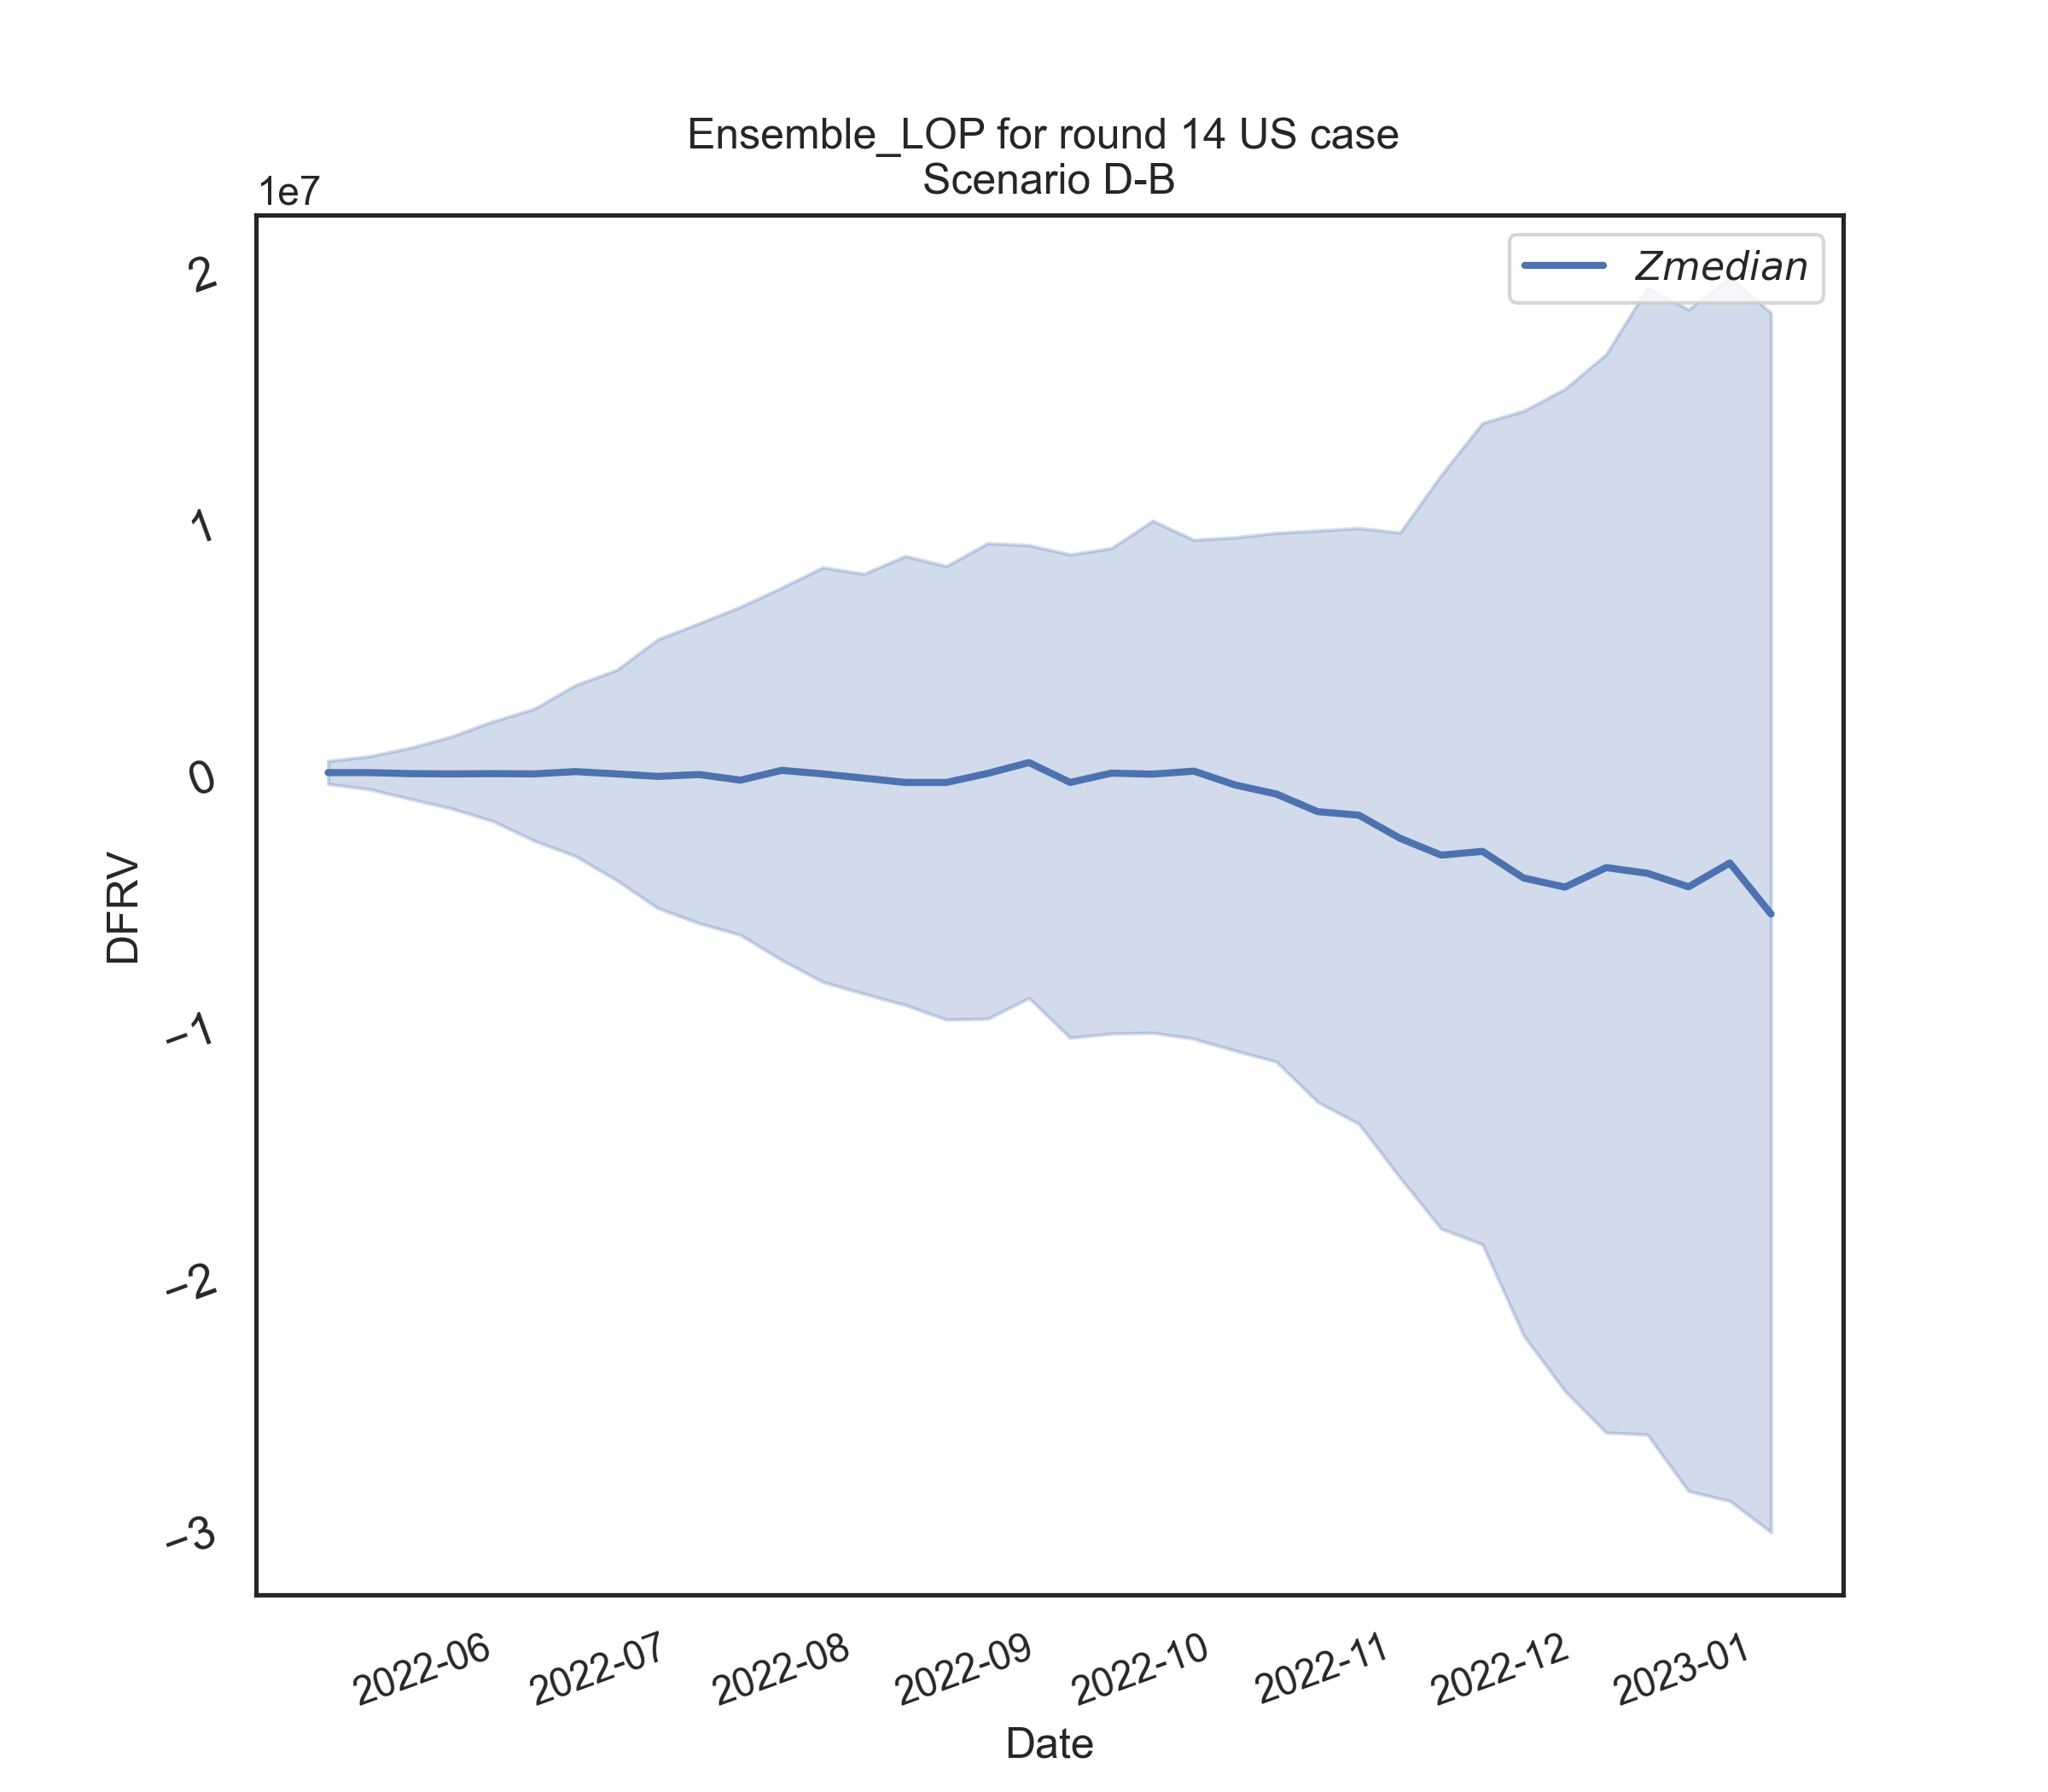 Ensemble_LOP for round 14 US case
Scenario D-B
1e7
Zmedian
2
1
0
−1
−2
−3
DFRV
2022-06
2022-07
2022-08
2022-09
2022-10
2022-11
2022-12
2023-01
Date